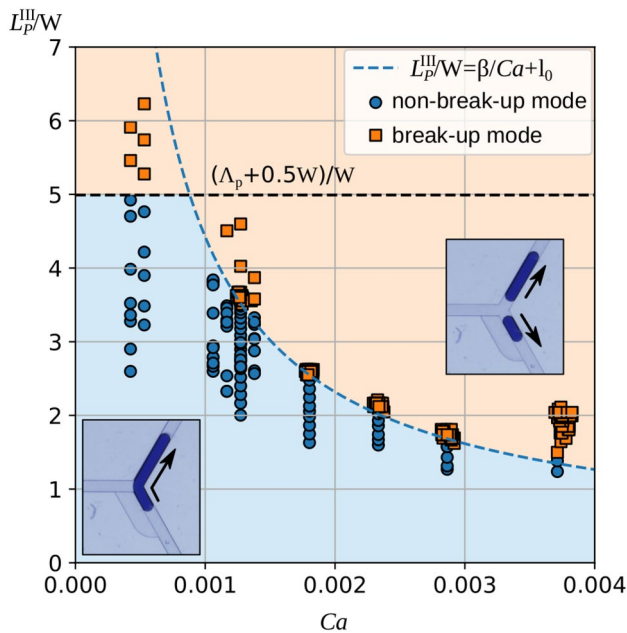 L_P^III/W
7
L_P^III/W=β/Ca+l₀
non-break-up mode
break-up mode
6
(Λ_p+0.5W)/W
5
4
3
2
1
0
0.000 0.001 0.002 0.003 0.004
Ca